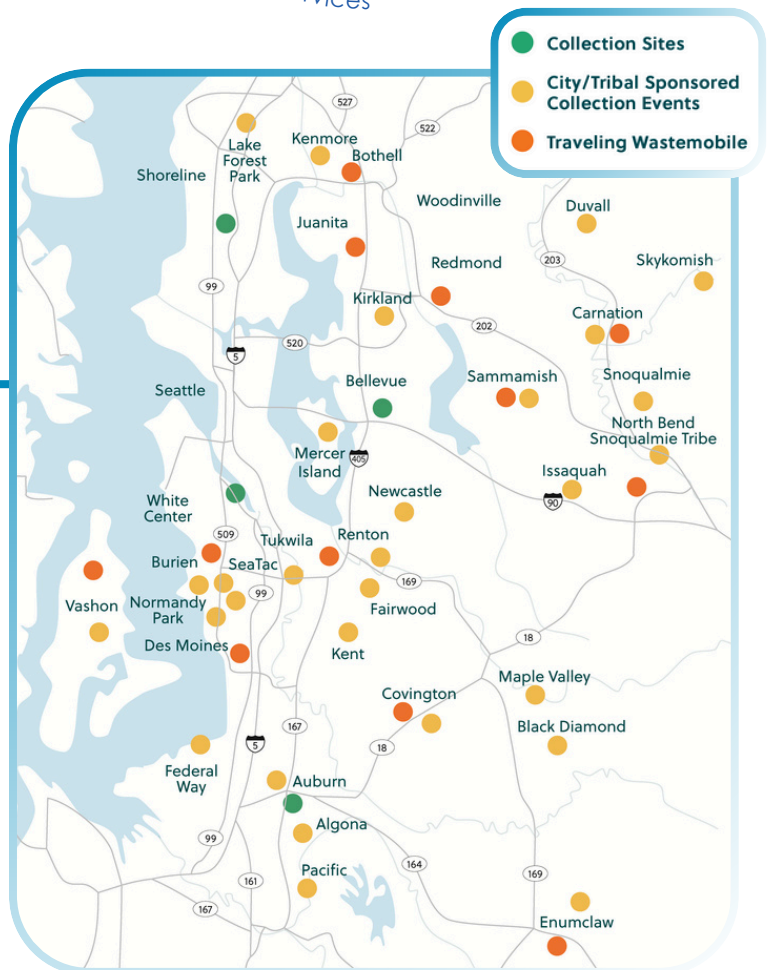 Collection Sites
City/Tribal Sponsored
Collection Events
Traveling Wastemobile
527
522
Lake
Forest
Park
Kenmore
Bothell
Shoreline
Woodinville
Duvall
Juanita
203
Skykomish
Redmond
99
Kirkland
202
Carnation
520
5
Bellevue
Sammamish
Snoqualmie
Seattle
North Bend
Snoqualmie Tribe
Mercer
Island
405
Issaquah
90
Newcastle
White
Center
509
Tukwila
Renton
Burien
SeaTac
169
99
Vashon
Normandy
Park
Fairwood
18
Des Moines
Kent
Maple Valley
Covington
167
Black Diamond
5
18
Federal
Way
Auburn
Algona
99
164
Pacific
161
169
167
Enumclaw